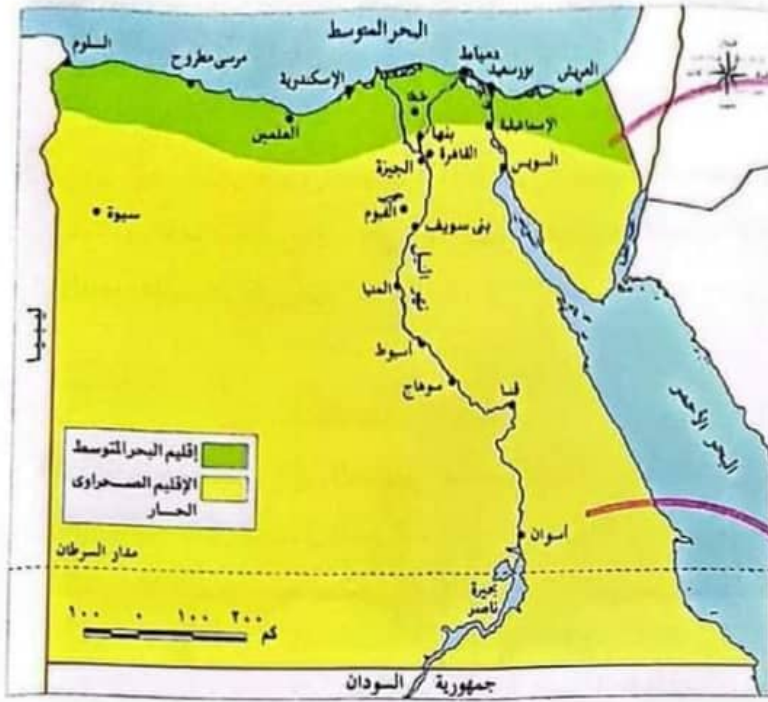 البحر المتوسط
السلوم
مرسى مطروح
العلمين
الإسكندرية
دمياط
بورسعيد
العريش
طنطا
الإسماعيلية
بنها
القاهرة
الجيزة
السويس
سيوة
الفيوم
بنى سويف
نهر النيل
المنيا
أسيوط
سوهاج
قنا
ليبيا
البحر الأحمر
إقليم البحر المتوسط
الإقليم الصحراوى
الحار
أسوان
مدار السرطان
بحيرة
ناصر
١٠٠ ٠ ١٠٠ ٢٠٠
كم
جمهورية السودان